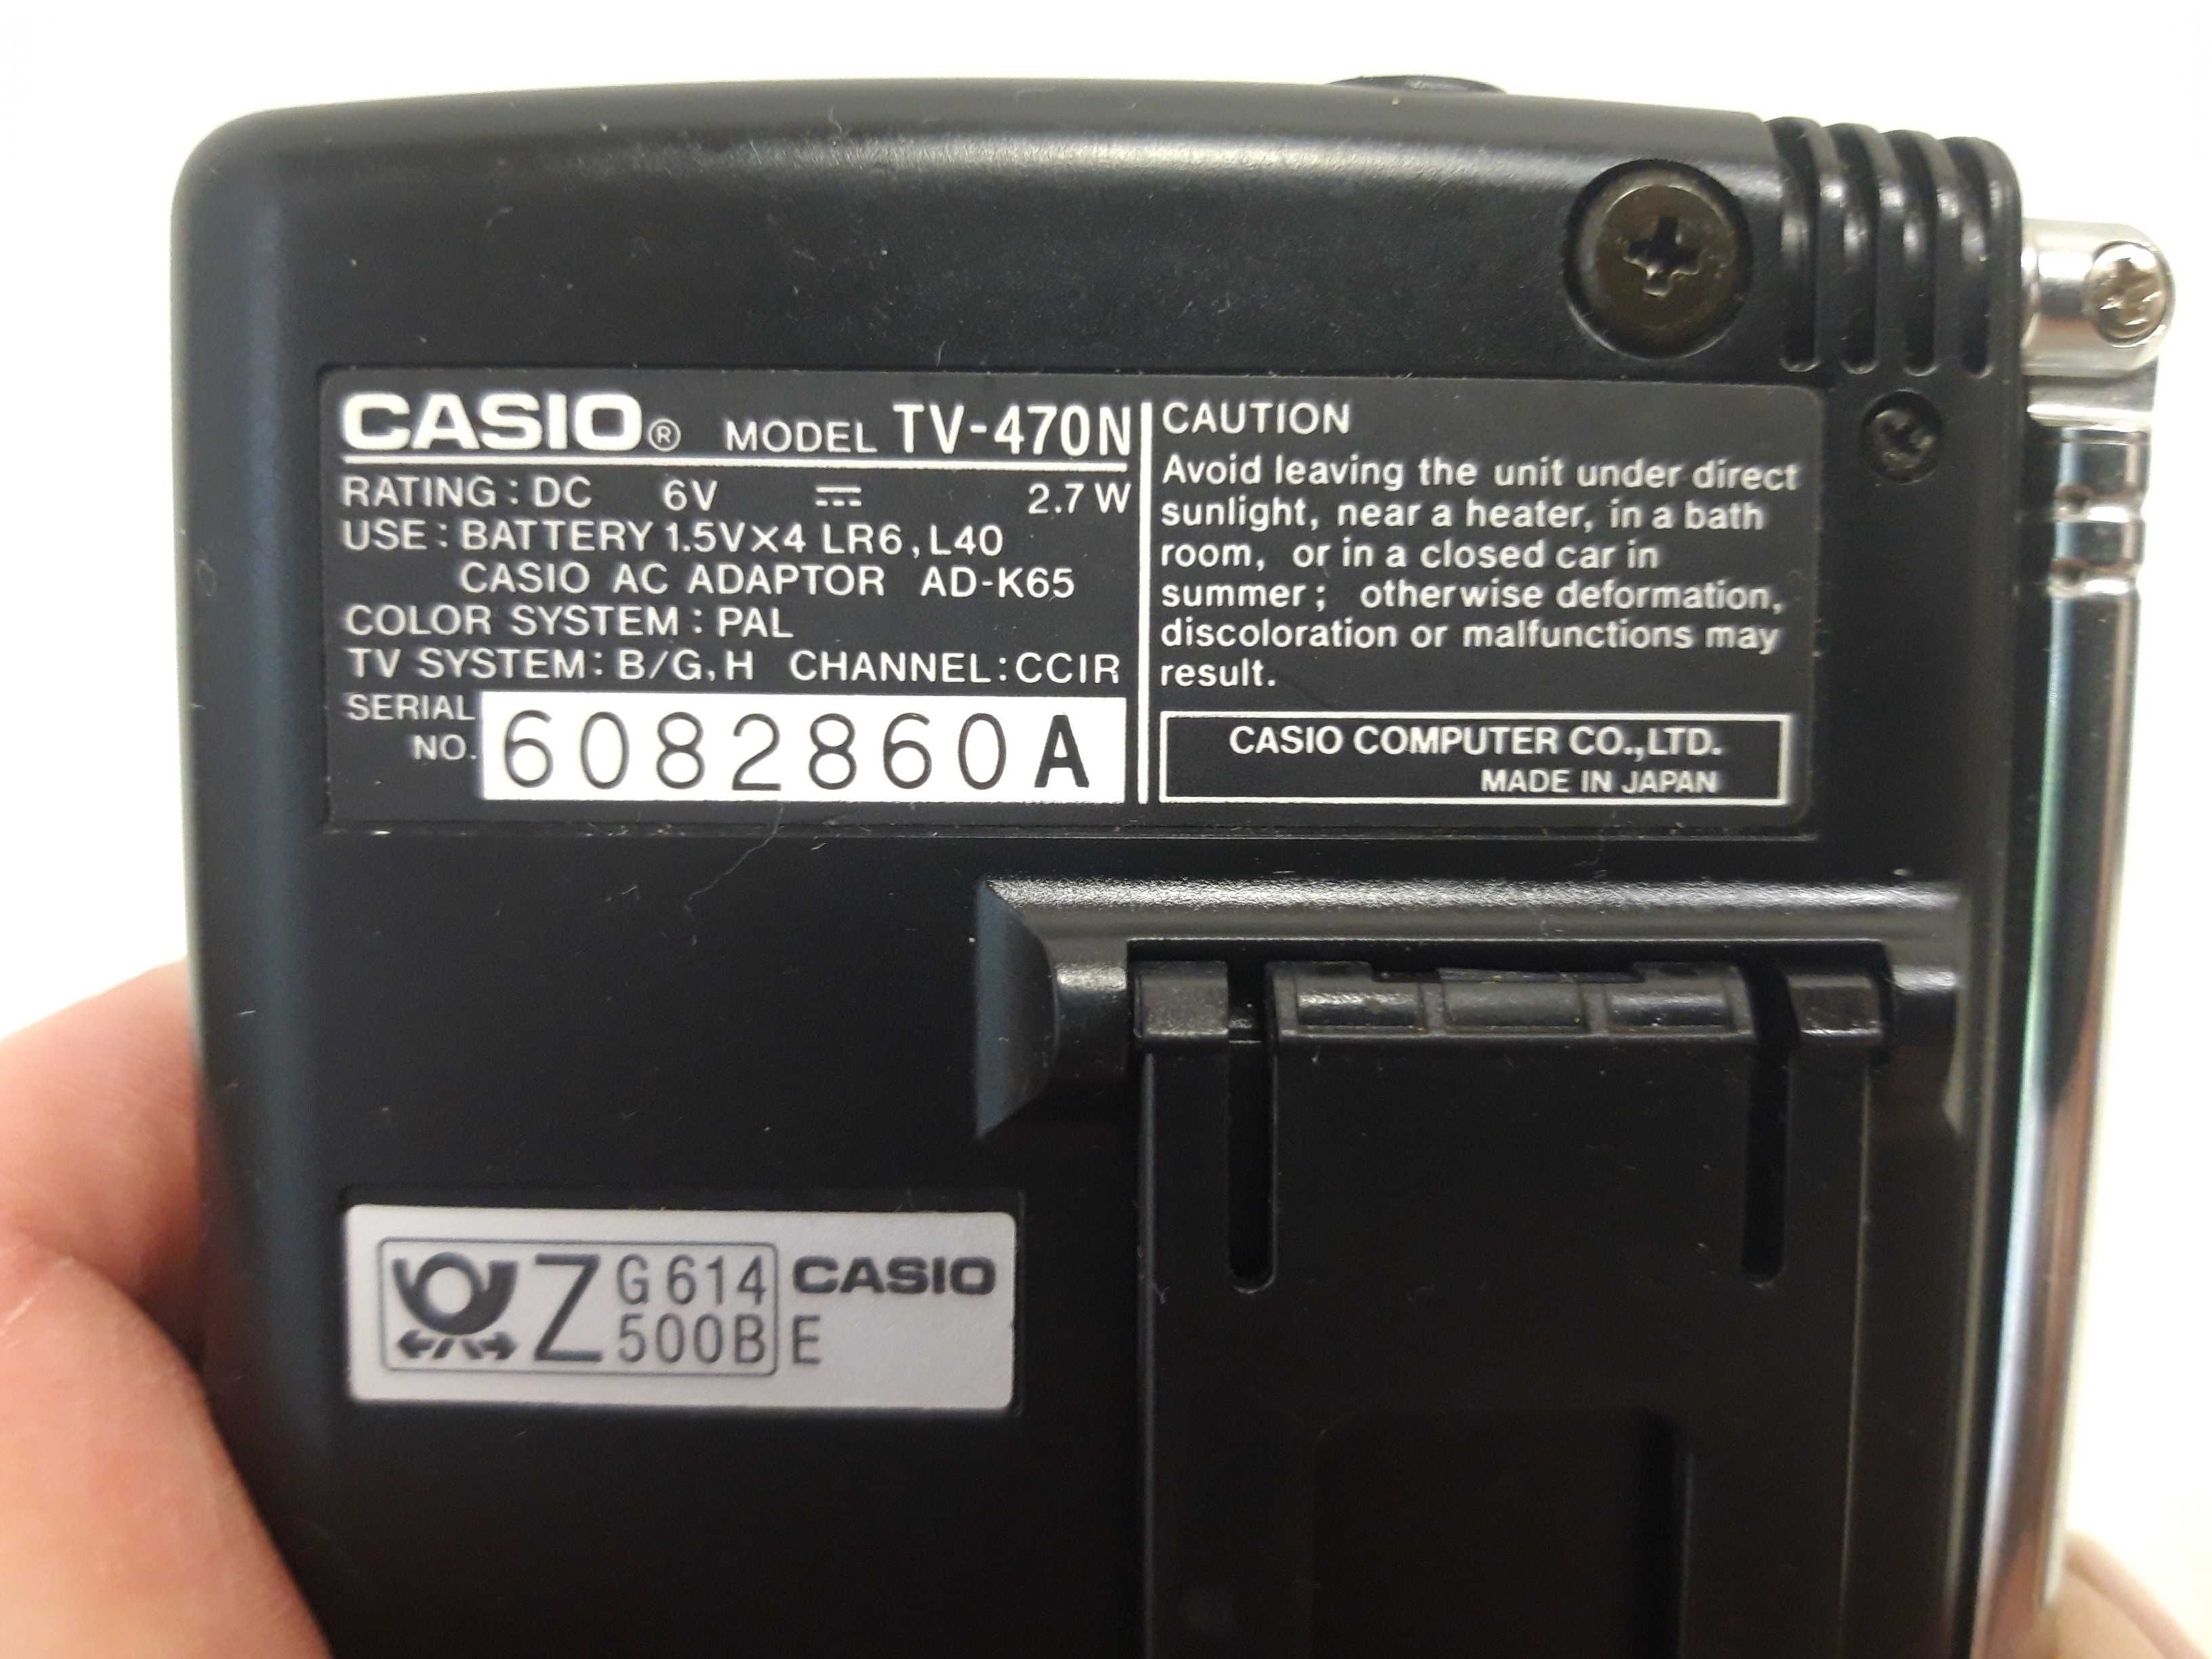 CASIO® MODEL TV-470N
RATING: DC 6V ⎓ 2.7W
USE: BATTERY 1.5V×4 LR6, L40
CASIO AC ADAPTOR AD-K65
COLOR SYSTEM: PAL
TV SYSTEM: B/G, H CHANNEL: CCIR
SERIAL
NO. 6082860A
CAUTION
Avoid leaving the unit under direct
sunlight, near a heater, in a bath
room, or in a closed car in
summer; otherwise deformation,
discoloration or malfunctions may
result.
CASIO COMPUTER CO.,LTD.
MADE IN JAPAN
Z G614 CASIO
500B E